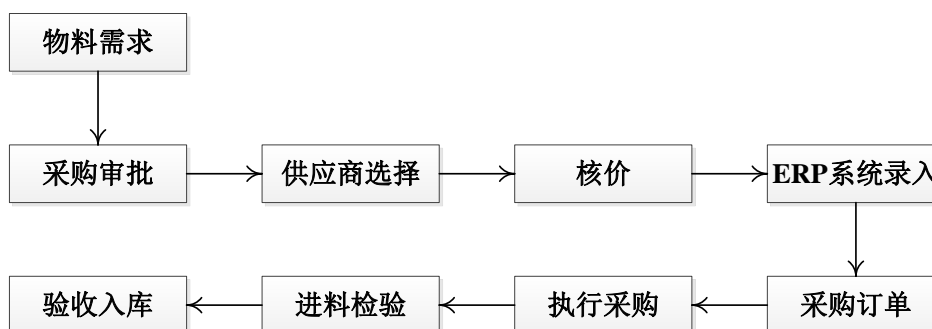 物料需求
采购审批
供应商选择
核价
ERP系统录入
采购订单
执行采购
进料检验
验收入库